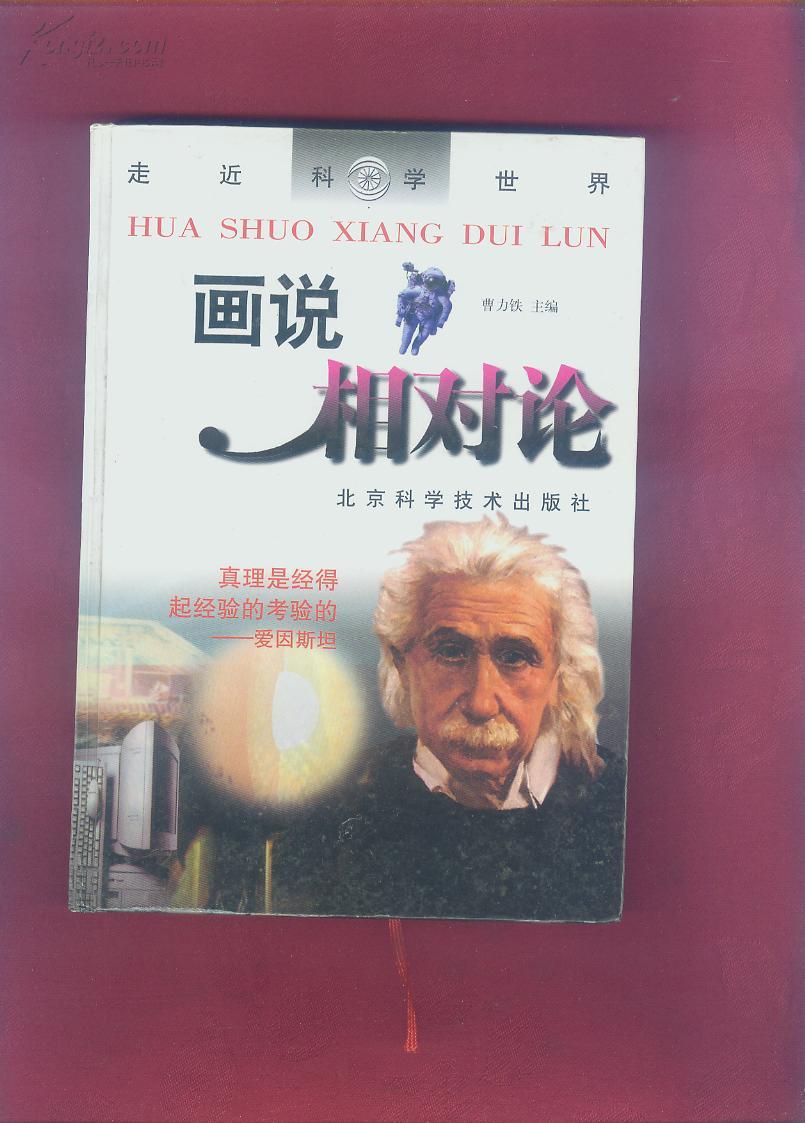 Kongfz.com
走近科学世界
HUA SHUO XIANG DUI LUN
画说
曹力铁 主编
相对论
北京科学技术出版社
真理是经得
起经验的考验的
——爱因斯坦